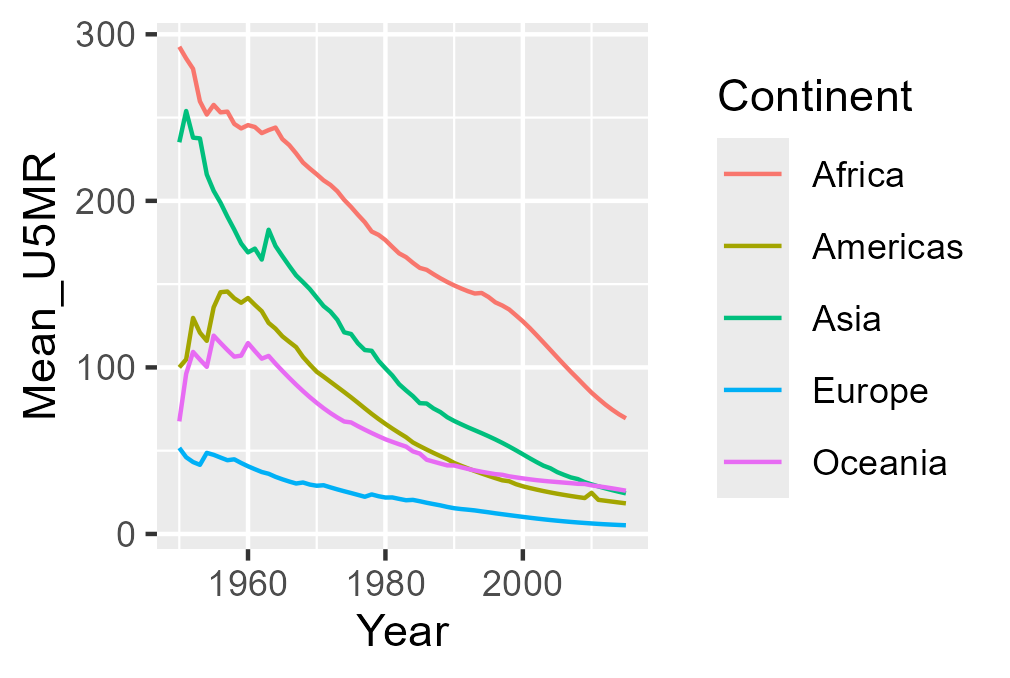 Mean_U5MR
300
200
100
0
1960 1980 2000
Year
Continent
Africa
Americas
Asia
Europe
Oceania